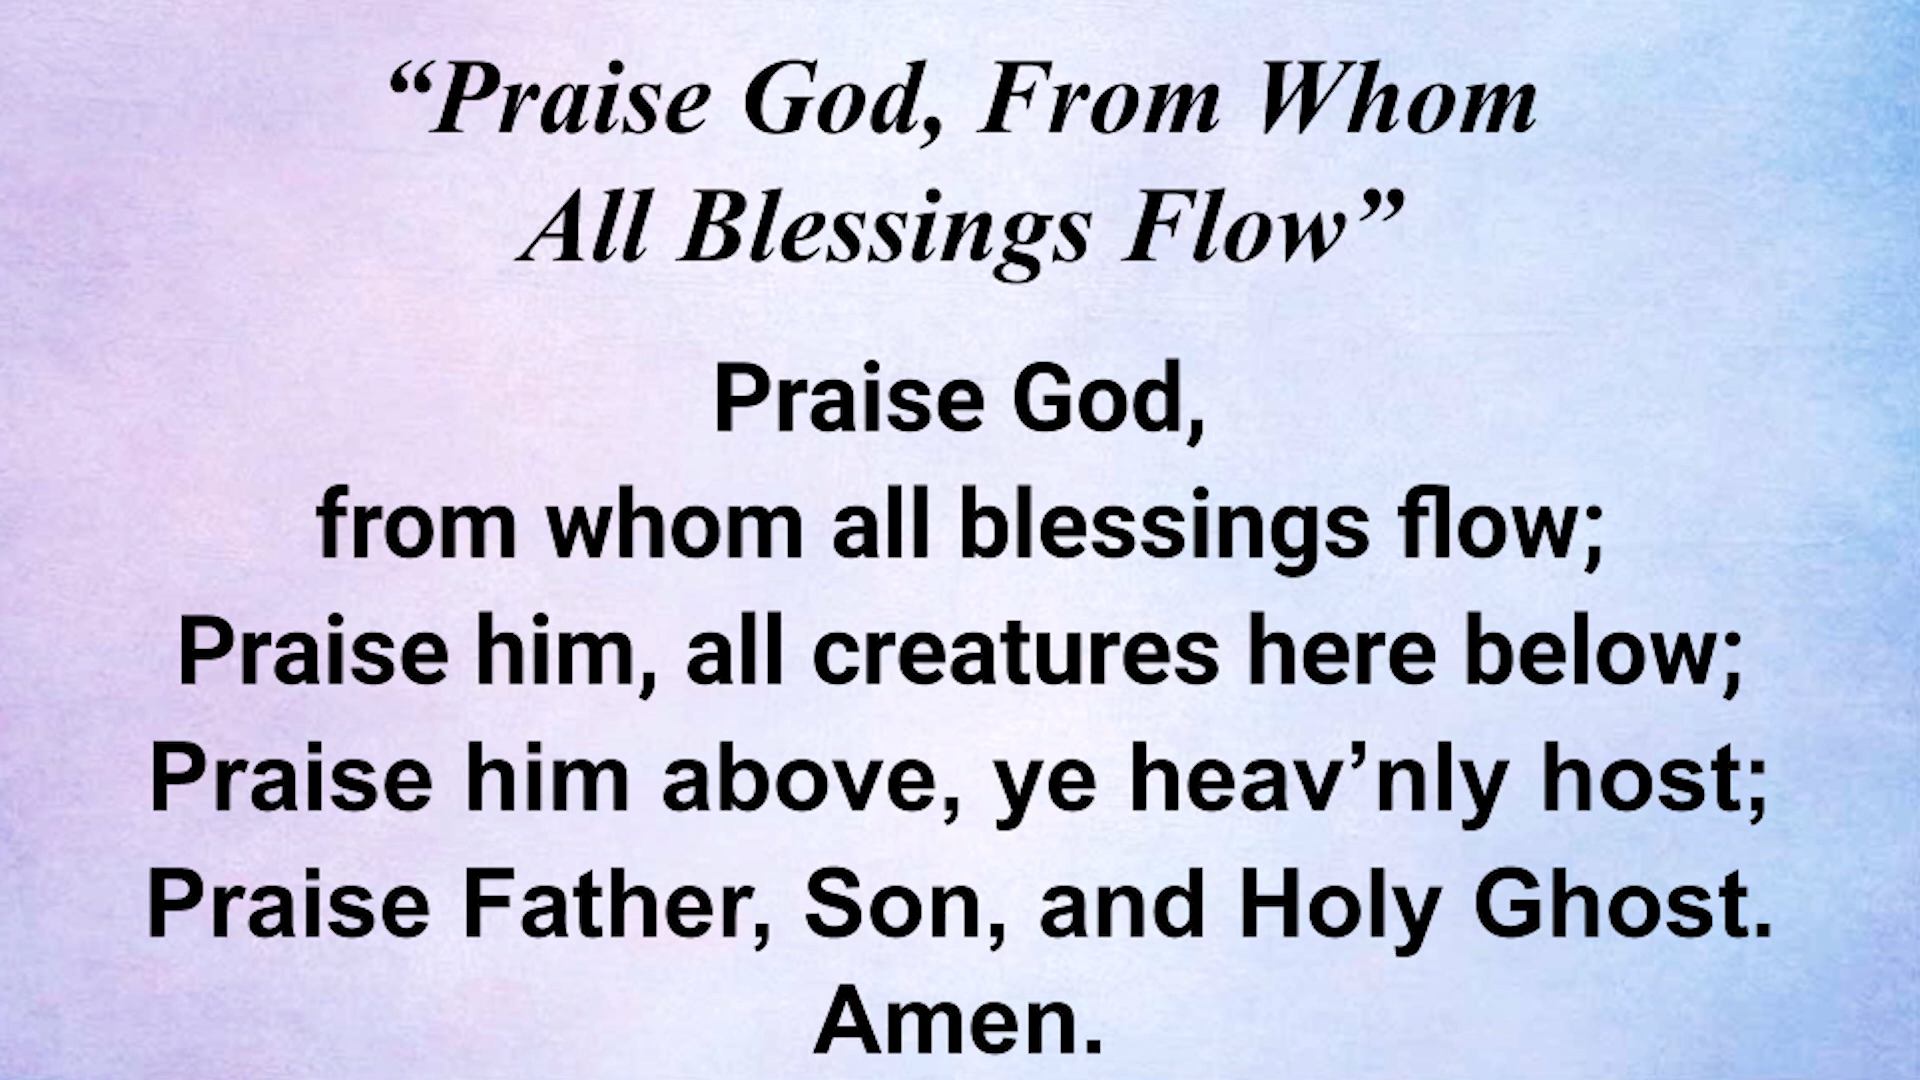 “Praise God, From Whom
All Blessings Flow”
Praise God,
from whom all blessings flow;
Praise him, all creatures here below;
Praise him above, ye heav’nly host;
Praise Father, Son, and Holy Ghost.
Amen.